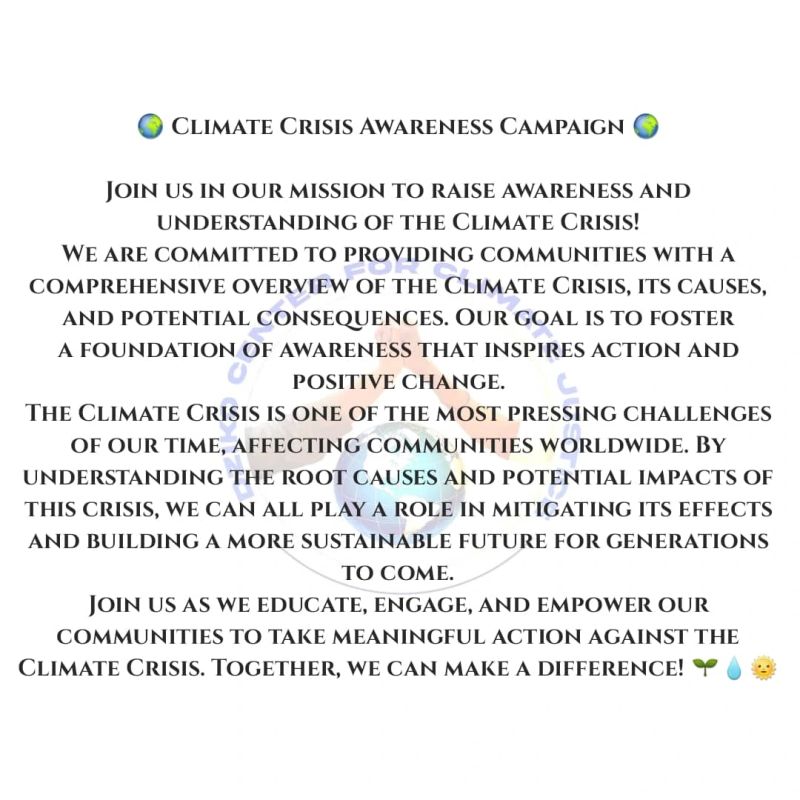 🌍 Climate Crisis Awareness Campaign 🌍
Join us in our mission to raise awareness and
understanding of the Climate Crisis!
We are committed to providing communities with a
comprehensive overview of the Climate Crisis, its causes,
and potential consequences. Our goal is to foster
a foundation of awareness that inspires action and
positive change.
The Climate Crisis is one of the most pressing challenges
of our time, affecting communities worldwide. By
understanding the root causes and potential impacts of
this crisis, we can all play a role in mitigating its effects
and building a more sustainable future for generations
to come.
Join us as we educate, engage, and empower our
communities to take meaningful action against the
Climate Crisis. Together, we can make a difference! 🌱💧🌞
CENTER FOR CLIMATE JUSTICE